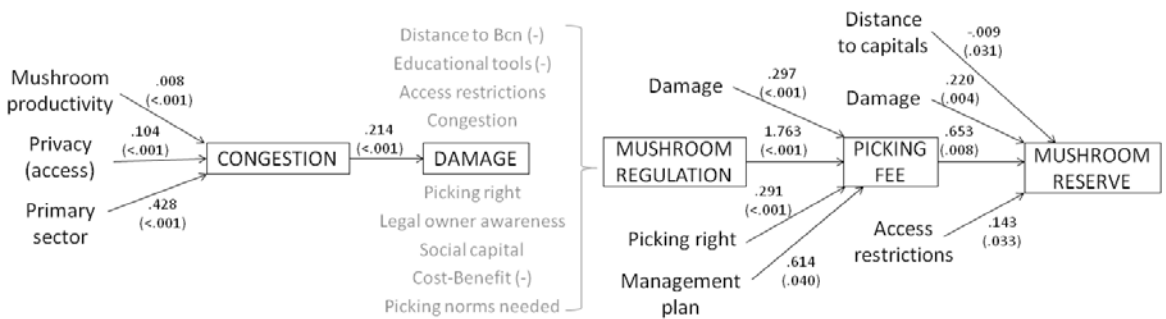 Mushroom
productivity
.008
(<.001)
Privacy
(access)
.104
(<.001)
Primary
sector
.428
(<.001)
CONGESTION
.214
(<.001)
DAMAGE
Distance to Bcn (-)
Educational tools (-)
Access restrictions
Congestion
Picking right
Legal owner awareness
Social capital
Cost-Benefit (-)
Picking norms needed
MUSHROOM
REGULATION
Damage
.297
(<.001)
1.763
(<.001)
.291
(<.001)
Picking right
Management
plan
.614
(.040)
PICKING
FEE
Distance
to capitals
-.009
(.031)
Damage
.220
(.004)
.653
(.008)
Access
restrictions
.143
(.033)
MUSHROOM
RESERVE